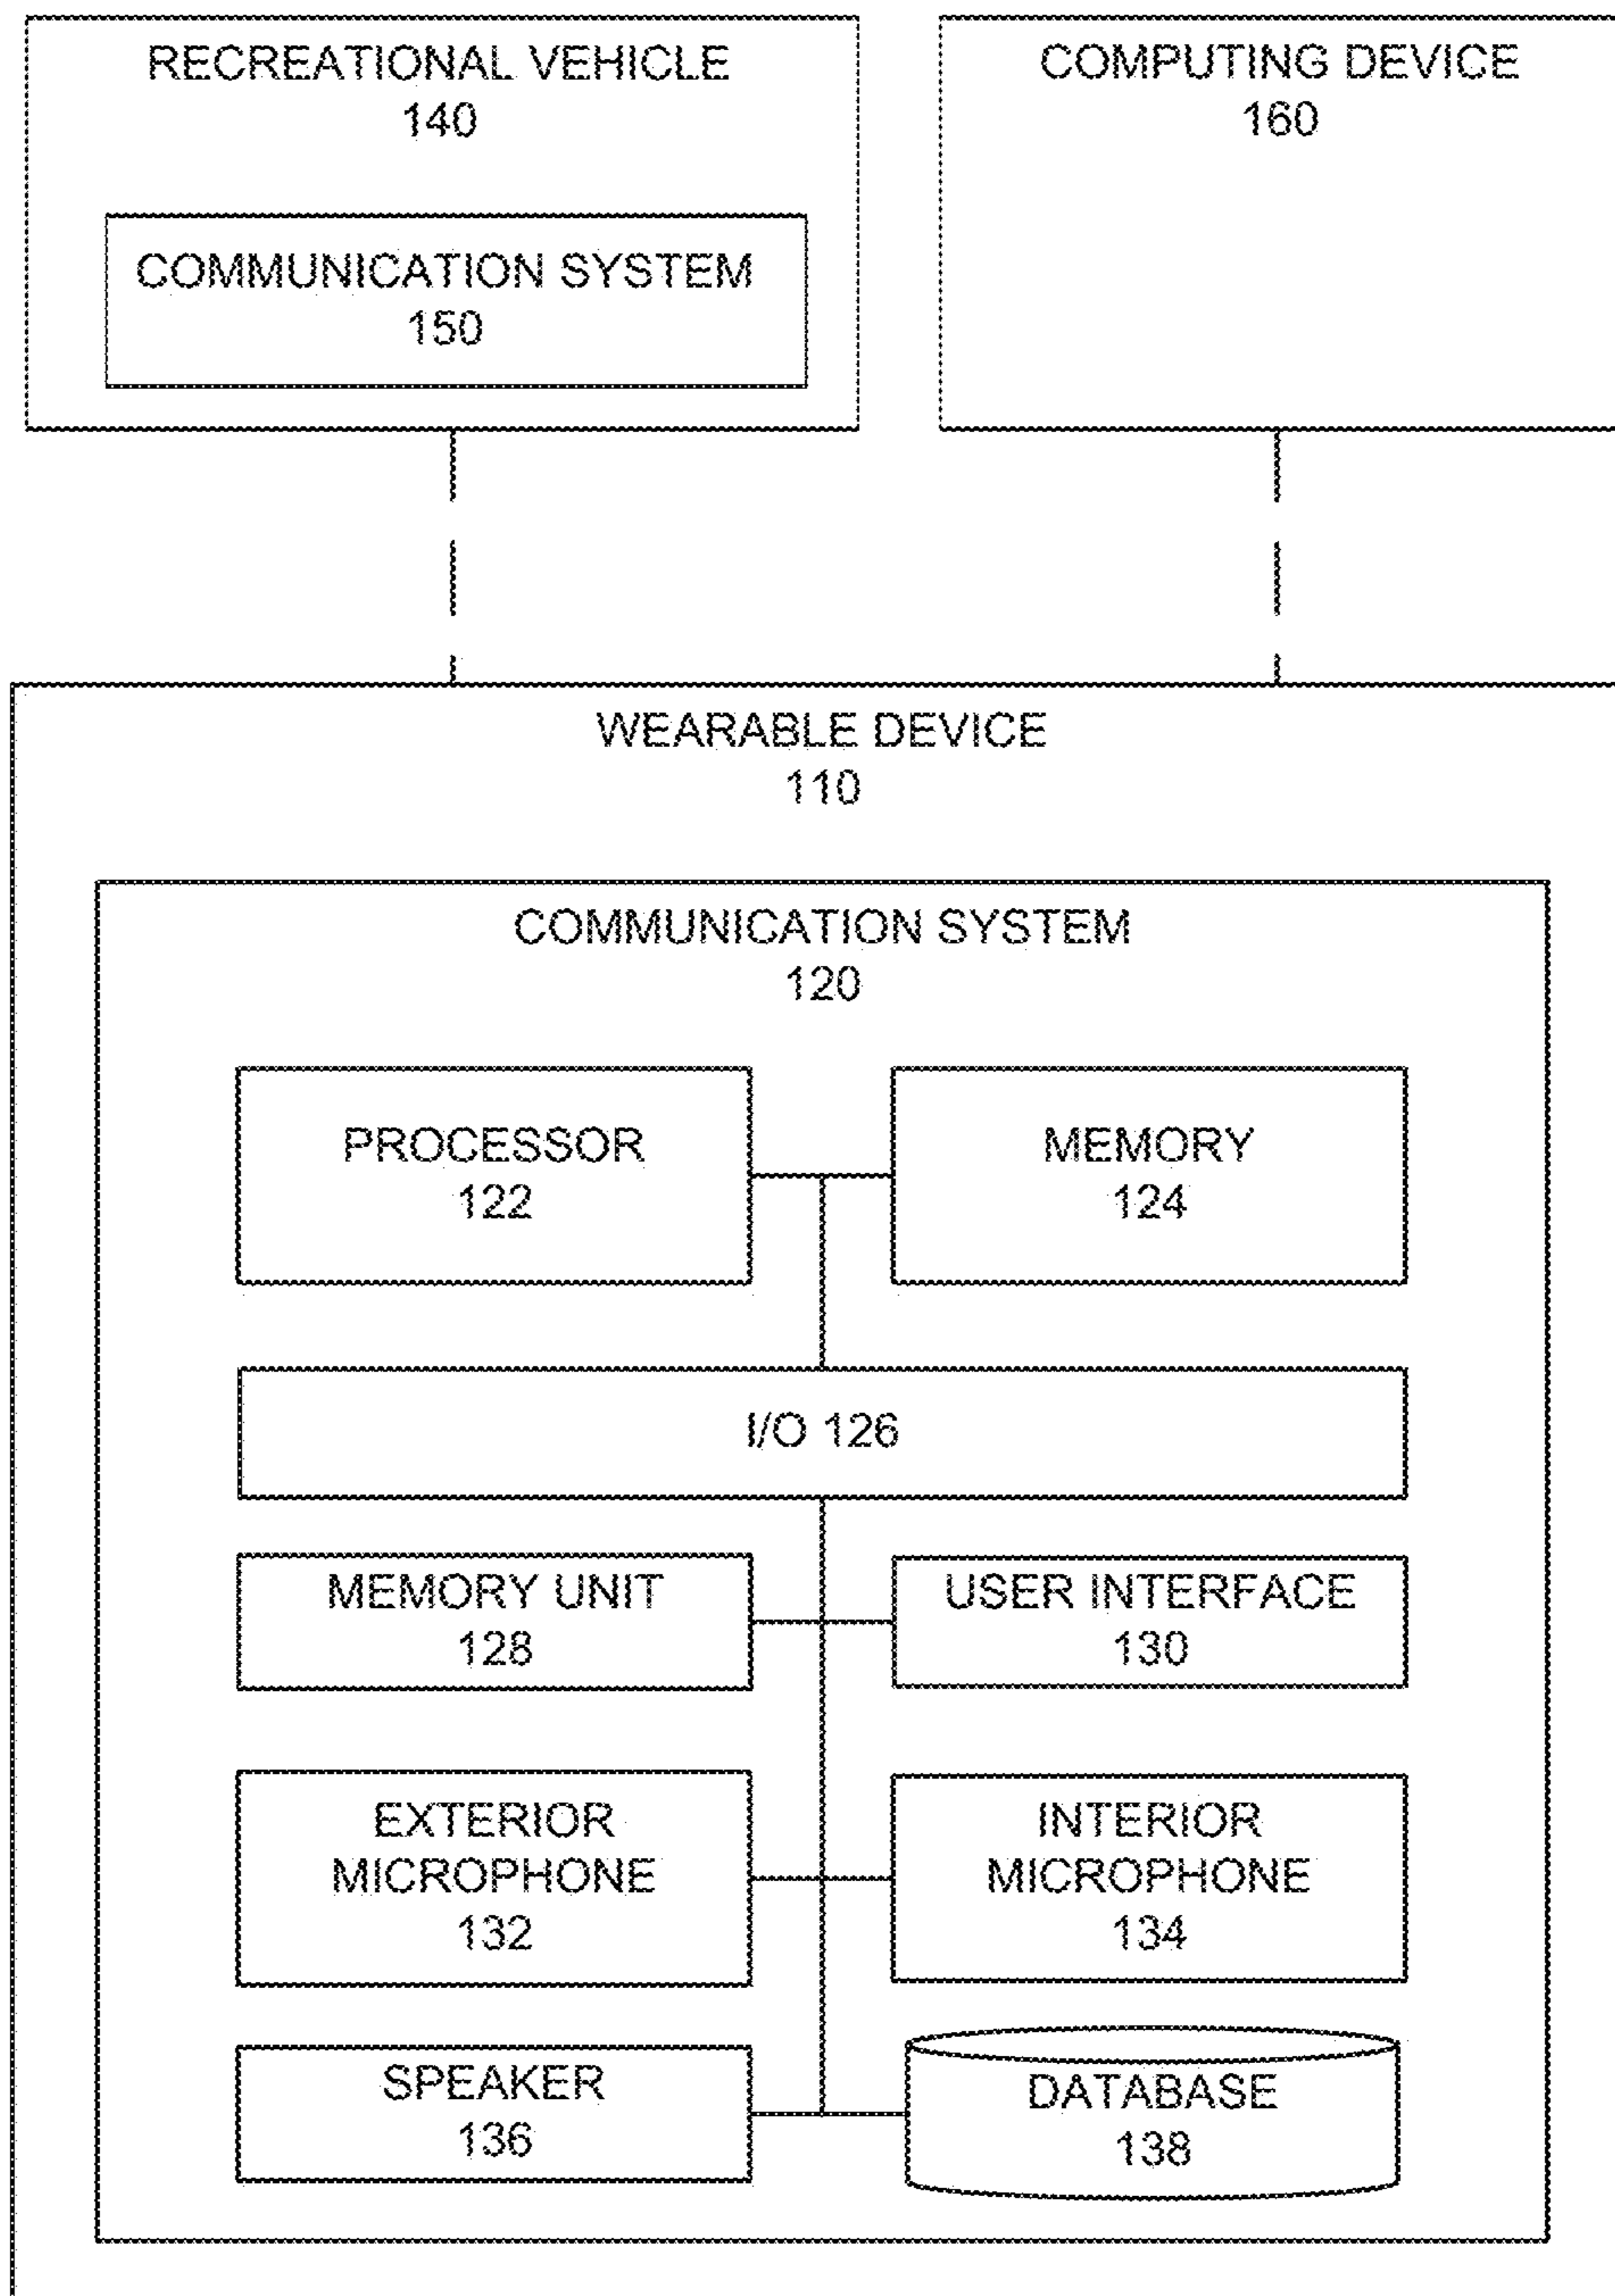 RECREATIONAL VEHICLE
140
COMMUNICATION SYSTEM
150
COMPUTING DEVICE
160
WEARABLE DEVICE
110
COMMUNICATION SYSTEM
120
PROCESSOR
122
MEMORY
124
I/O 126
MEMORY UNIT
128
USER INTERFACE
130
EXTERIOR
MICROPHONE
132
INTERIOR
MICROPHONE
134
SPEAKER
136
DATABASE
138